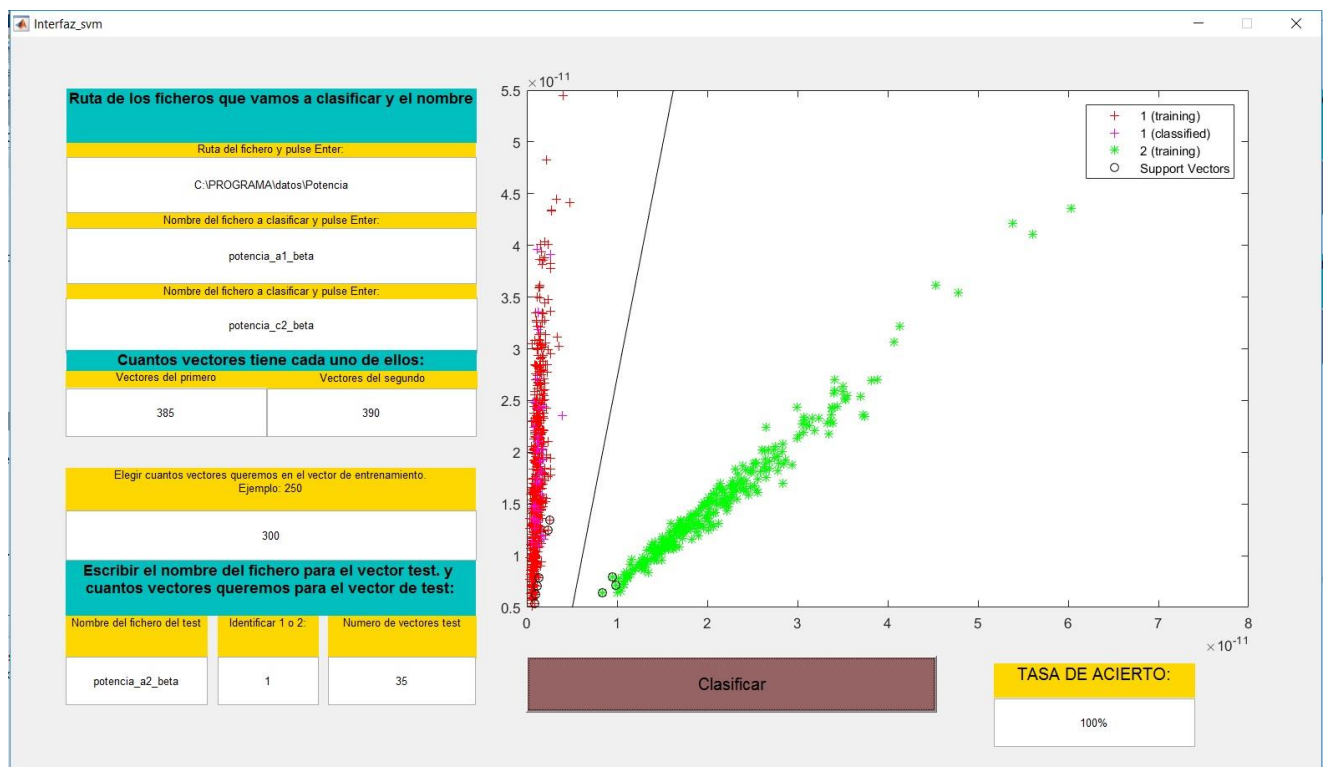 Interfaz_svm
Ruta de los ficheros que vamos a clasificar y el nombre
Ruta del fichero y pulse Enter:
C:\PROGRAMA\datos\Potencia
Nombre del fichero a clasificar y pulse Enter:
potencia_a1_beta
Nombre del fichero a clasificar y pulse Enter:
potencia_c2_beta
Cuantos vectores tiene cada uno de ellos:
Vectores del primero Vectores del segundo
385 390
Elegir cuantos vectores queremos en el vector de entrenamiento.
Ejemplo: 250
300
Escribir el nombre del fichero para el vector test. y
cuantos vectores queremos para el vector de test:
Nombre del fichero del test Identificar 1 o 2: Numero de vectores test
potencia_a2_beta 1 35
×10⁻¹¹
5.5
5
4.5
4
3.5
3
2.5
2
1.5
1
0.5
0 1 2 3 4 5 6 7 8
×10⁻¹¹
1 (training)
1 (classified)
2 (training)
Support Vectors
Clasificar
TASA DE ACIERTO:
100%